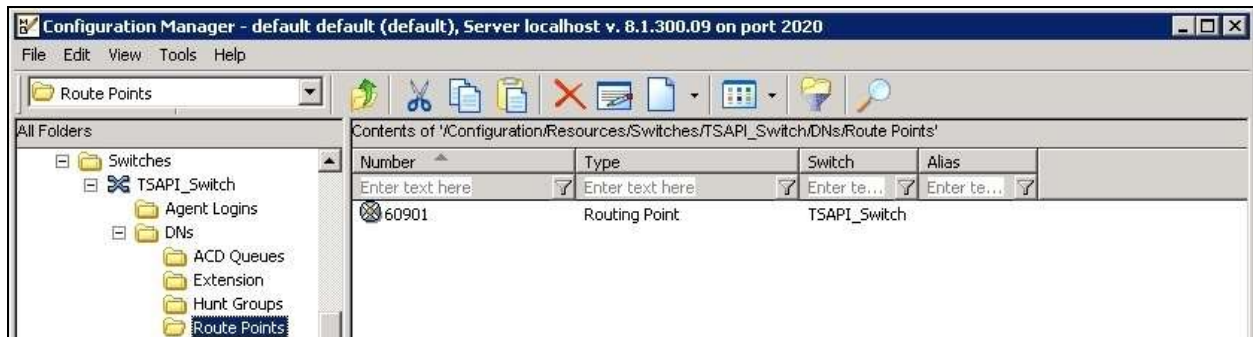 Configuration Manager - default default (default), Server localhost v. 8.1.300.09 on port 2020
File Edit View Tools Help
Route Points
All Folders
Contents of '/Configuration/Resources/Switches/TSAPI_Switch/DNs/Route Points'
Switches
TSAPI_Switch
Agent Logins
DNs
ACD Queues
Extension
Hunt Groups
Route Points
Number Type Switch Alias
Enter text here Enter text here Enter te... Enter te...
60901 Routing Point TSAPI_Switch